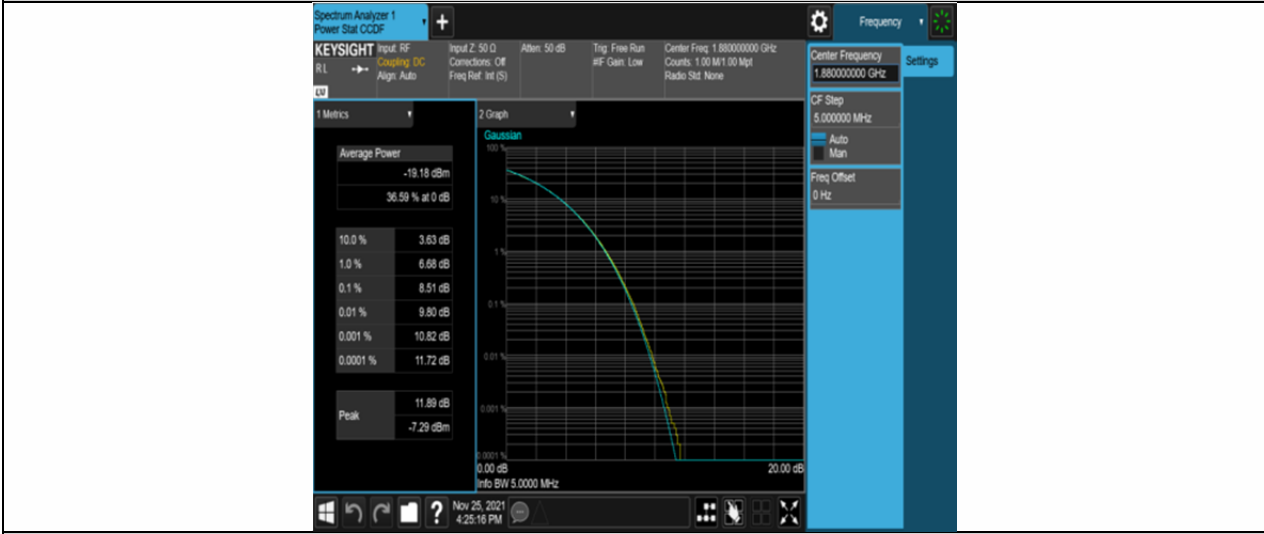 Spectrum Analyzer 1
Power Stat CCDF
+
Frequency
KEYSIGHT
Input: RF
Coupling: DC
Align: Auto
RL
Input Z: 50 Ω
Corrections: Off
Freq Ref: Int (S)
Atten: 50 dB
Trig: Free Run
#IF Gain: Low
Center Freq: 1.880000000 GHz
Counts: 1.00 M/1.00 Mpt
Radio Std: None
Center Frequency
1.880000000 GHz
Settings
CF Step
5.000000 MHz
Auto
Man
Freq Offset
0 Hz
1 Metrics
Average Power
-19.18 dBm
36.59 % at 0 dB
10.0 % 3.63 dB
1.0 % 6.68 dB
0.1 % 8.51 dB
0.01 % 9.80 dB
0.001 % 10.82 dB
0.0001 % 11.72 dB
Peak
11.89 dB
-7.29 dBm
2 Graph
Gaussian
100 %
10 %
1 %
0.1 %
0.01 %
0.001 %
0.0001 %
0.00 dB
20.00 dB
Info BW 5.0000 MHz
?
Nov 25, 2021
4:25:16 PM